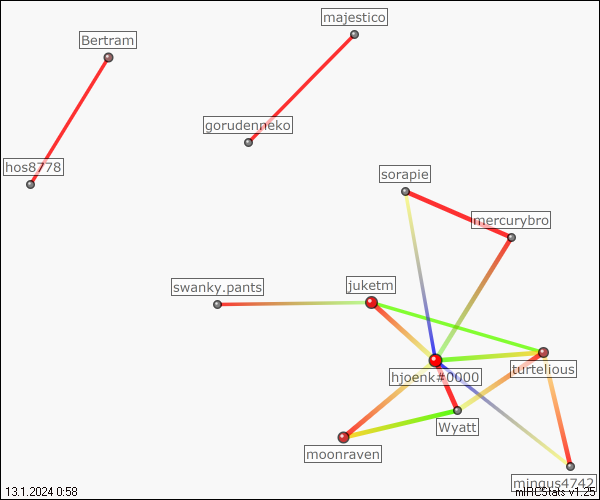 majestico
Bertram
gorudenneko
hos8778
sorapie
mercurybro
swanky.pants
juketm
hjoenk#0000
turtelious
Wyatt
moonraven
mingus4742
13.1.2024 0:58
mIRCStats v1.25